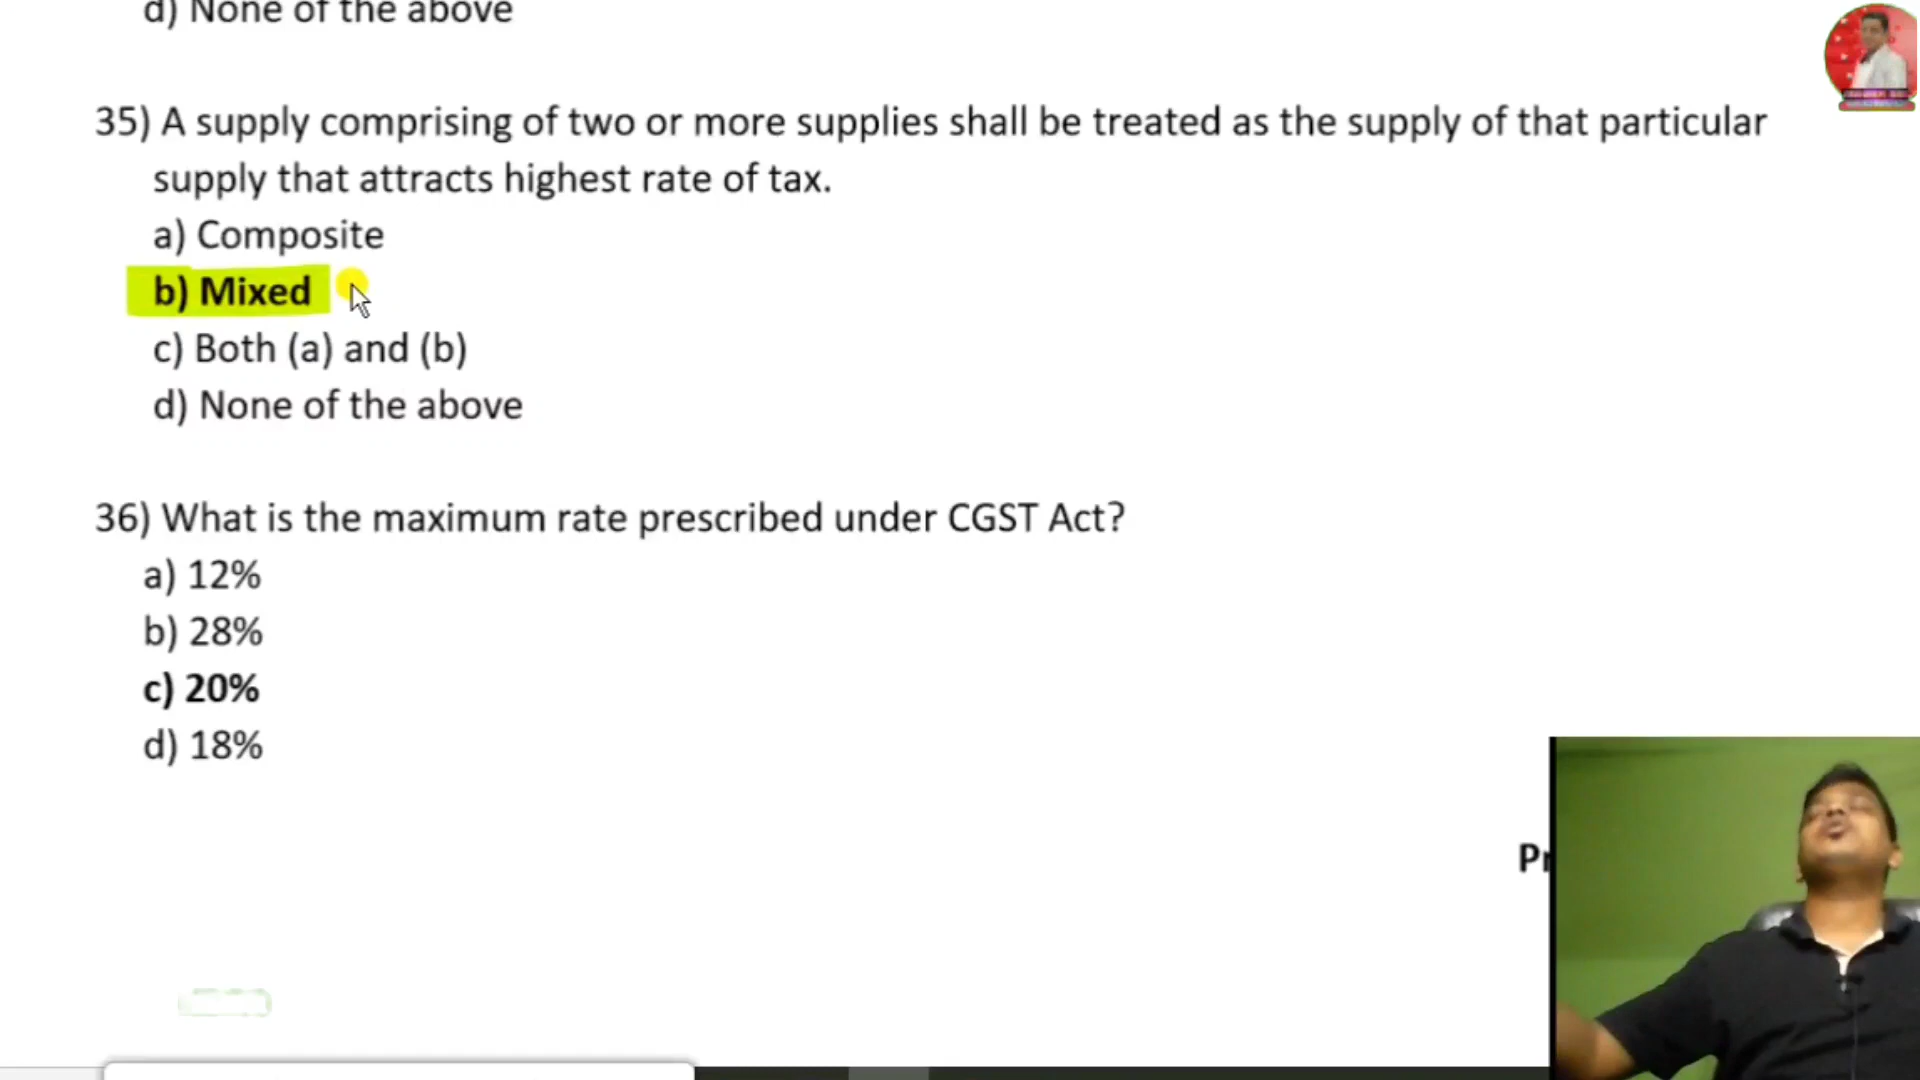 d) None of the above
35) A supply comprising of two or more supplies shall be treated as the supply of that particular
supply that attracts highest rate of tax.
a) Composite
b) Mixed
c) Both (a) and (b)
d) None of the above
36) What is the maximum rate prescribed under CGST Act?
a) 12%
b) 28%
c) 20%
d) 18%